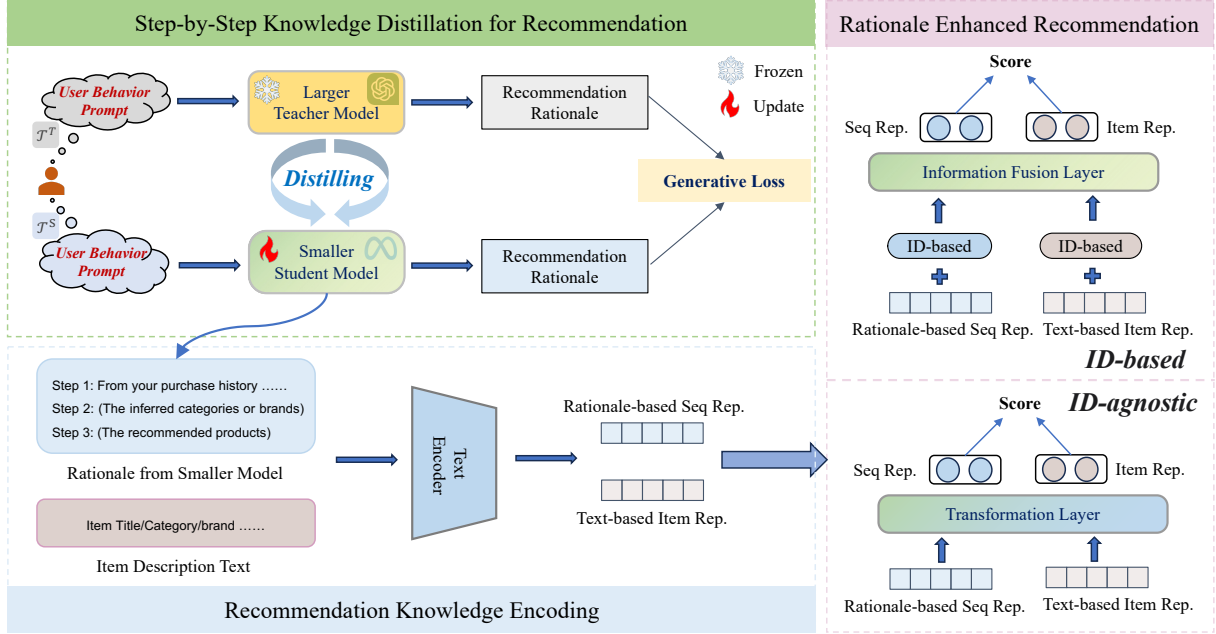 Step-by-Step Knowledge Distillation for Recommendation
User Behavior
Prompt
𝒯ᵀ
Larger
Teacher Model
Recommendation
Rationale
Frozen
Update
Distilling
Generative Loss
𝒯ˢ
User Behavior
Prompt
Smaller
Student Model
Recommendation
Rationale
Step 1: From your purchase history ……
Step 2: (The inferred categories or brands)
Step 3: (The recommended products)
Rationale from Smaller Model
Item Title/Category/brand ……
Item Description Text
Text
Encoder
Rationale-based Seq Rep.
Text-based Item Rep.
Recommendation Knowledge Encoding
Rationale Enhanced Recommendation
Score
Seq Rep.
Item Rep.
Information Fusion Layer
ID-based
ID-based
Rationale-based Seq Rep.
Text-based Item Rep.
ID-based
ID-agnostic
Score
Seq Rep.
Item Rep.
Transformation Layer
Rationale-based Seq Rep.
Text-based Item Rep.